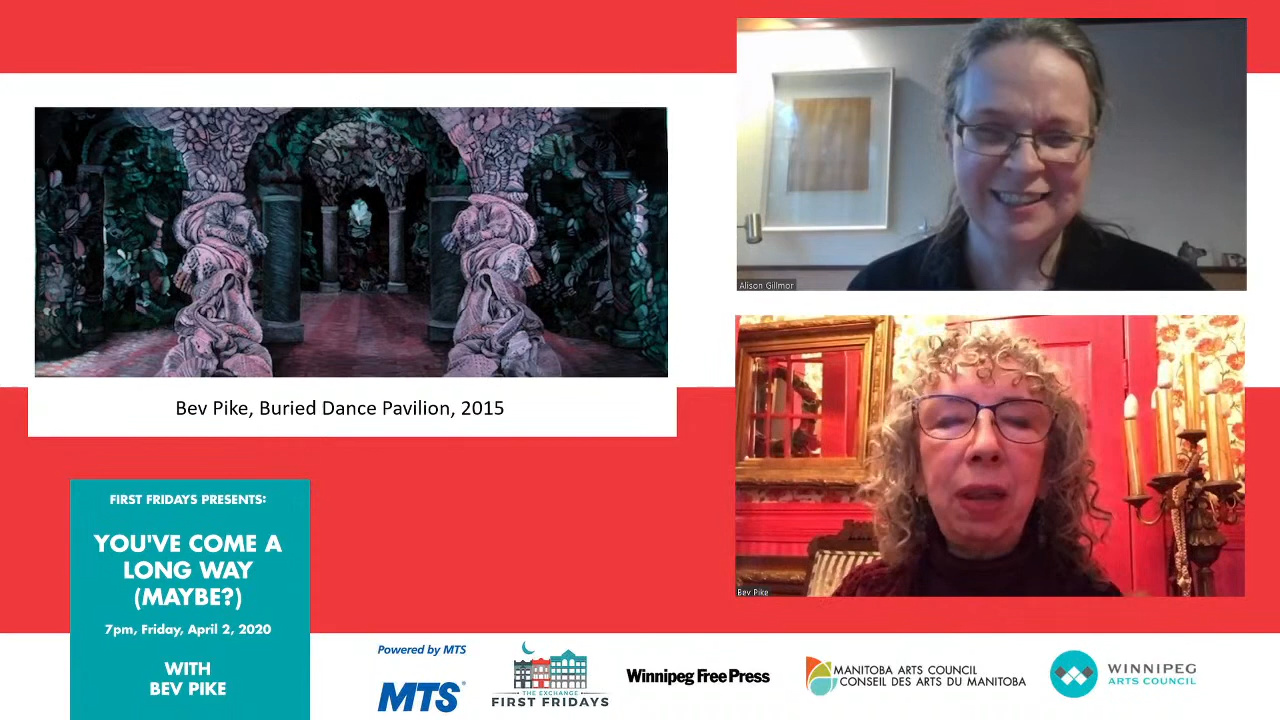 Alison Gillmor
Bev Pike, Buried Dance Pavilion, 2015
Bev Pike
FIRST FRIDAYS PRESENTS:
YOU'VE COME A
LONG WAY
(MAYBE?)
7pm, Friday, April 2, 2020
WITH
BEV PIKE
Powered by MTS
MTS
THE EXCHANGE
FIRST FRIDAYS
Winnipeg Free Press
MANITOBA ARTS COUNCIL
CONSEIL DES ARTS DU MANITOBA
WINNIPEG
ARTS COUNCIL